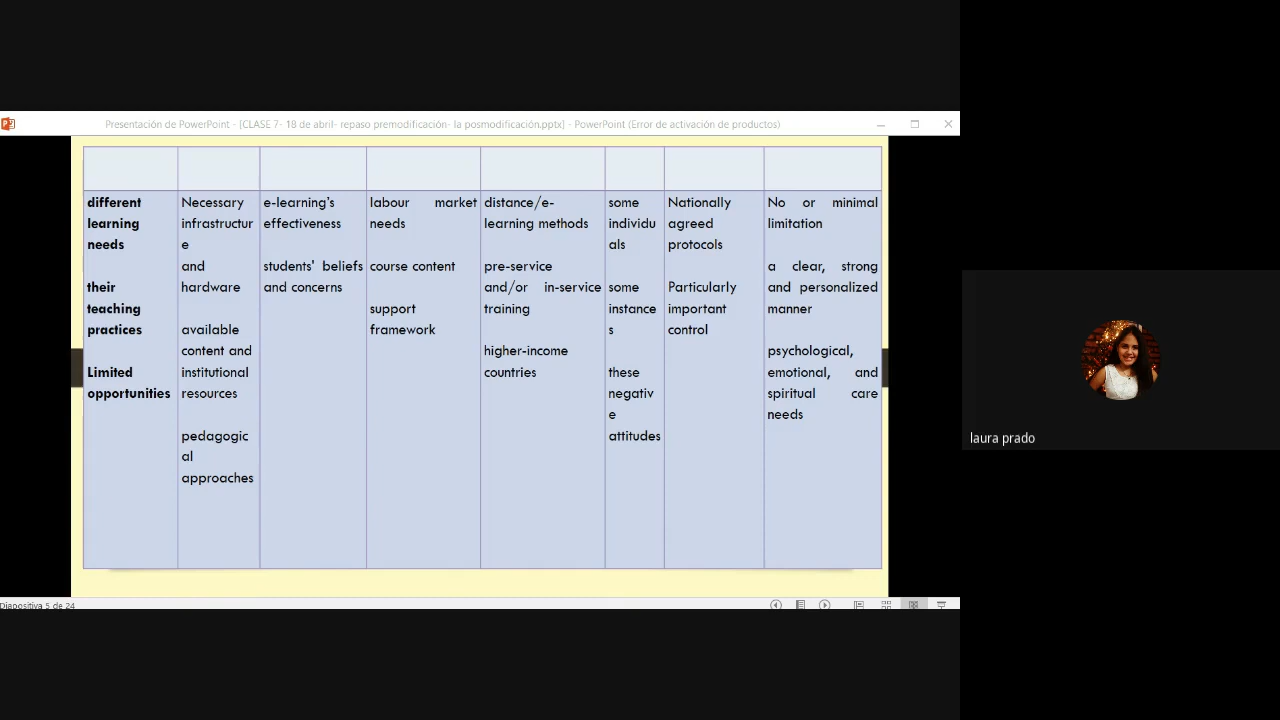 Presentación de PowerPoint - [CLASE 7- 18 de abril- repaso premodificación- la posmodificación.pptx] - PowerPoint (Error de activación de productos)
different
learning
needs
their
teaching
practices
Limited
opportunities
Necessary
infrastructur
e
and
hardware
available
content and
institutional
resources
pedagogic
al
approaches
e-learning's
effectiveness
students' beliefs
and concerns
labour market
needs
course content
support
framework
distance/e-
learning methods
pre-service
and/or in-service
training
higher-income
countries
some
individu
als
some
instance
s
these
negativ
e
attitudes
Nationally
agreed
protocols
Particularly
important
control
No or minimal
limitation
a clear, strong
and personalized
manner
psychological,
emotional, and
spiritual care
needs
laura prado
Diapositiva 5 de 24